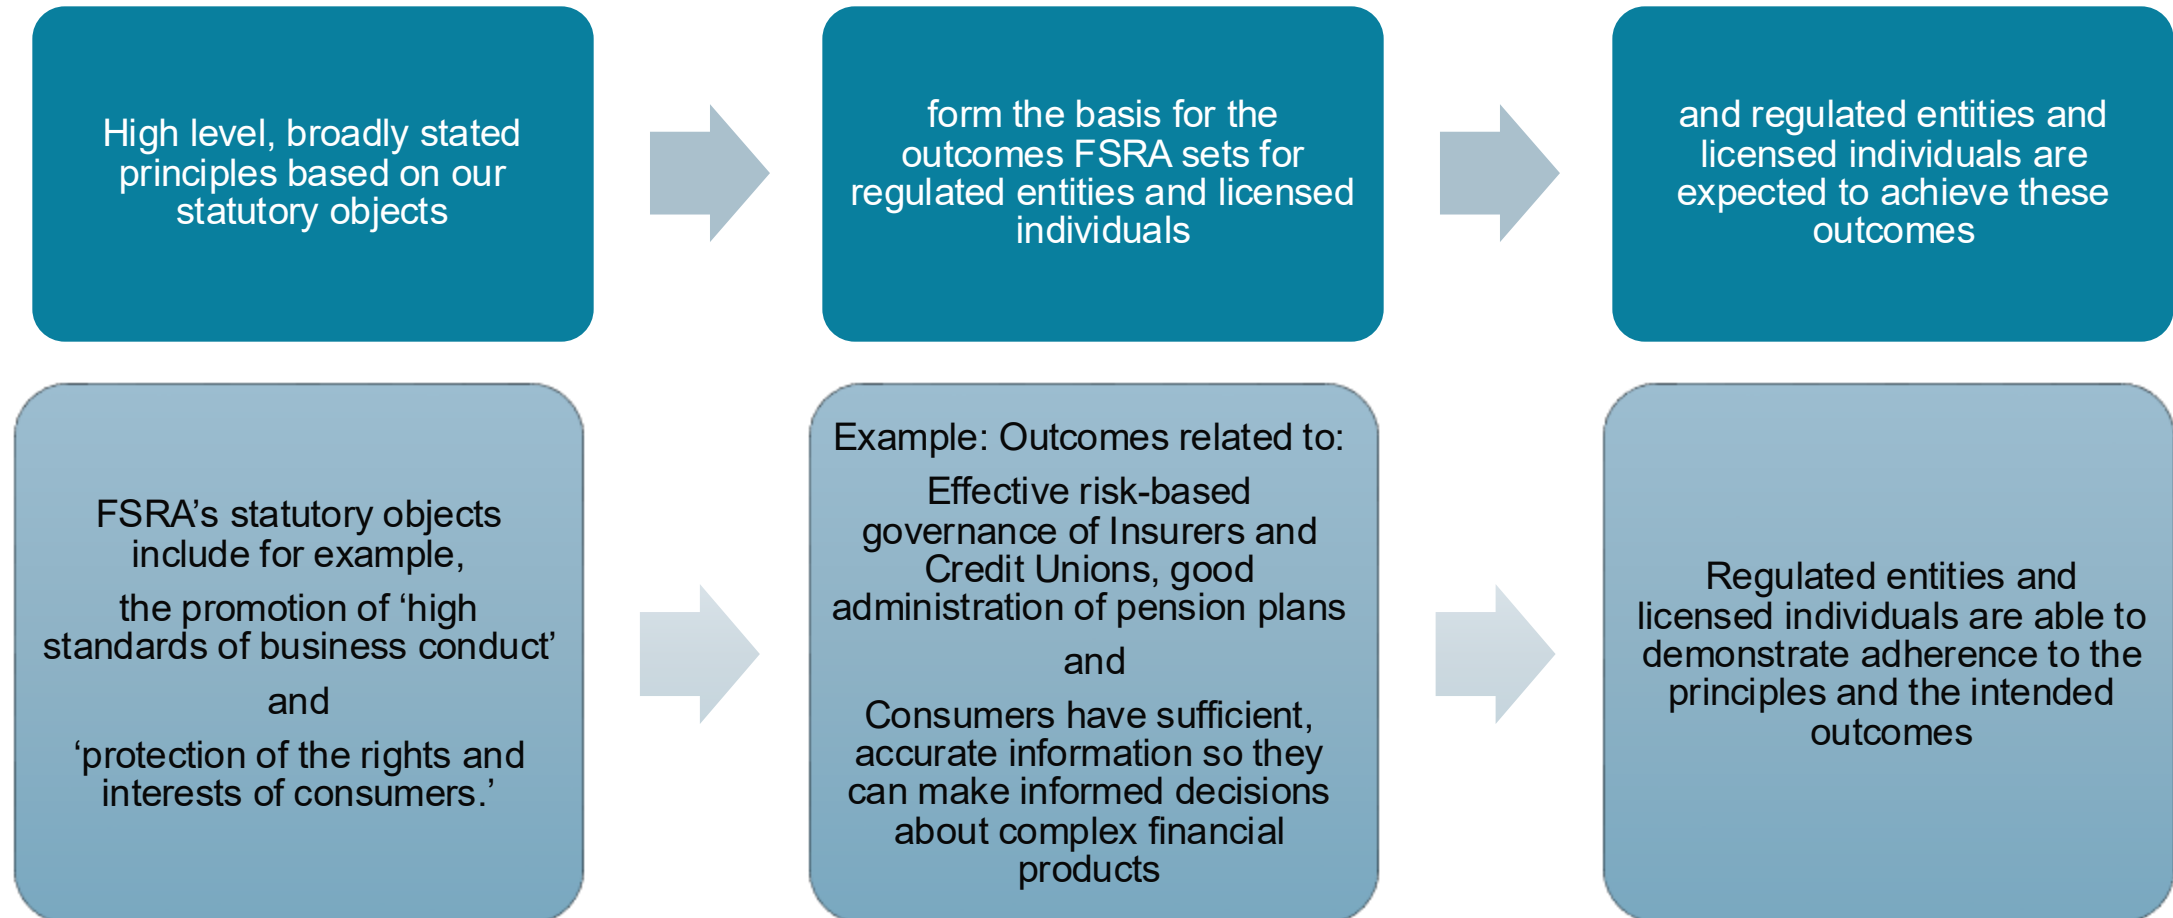 High level, broadly stated
principles based on our
statutory objects
form the basis for the
outcomes FSRA sets for
regulated entities and licensed
individuals
and regulated entities and
licensed individuals are
expected to achieve these
outcomes
FSRA’s statutory objects
include for example,
the promotion of ‘high
standards of business conduct’
and
‘protection of the rights and
interests of consumers.’
Example: Outcomes related to:
Effective risk-based
governance of Insurers and
Credit Unions, good
administration of pension plans
and
Consumers have sufficient,
accurate information so they
can make informed decisions
about complex financial
products
Regulated entities and
licensed individuals are able to
demonstrate adherence to the
principles and the intended
outcomes